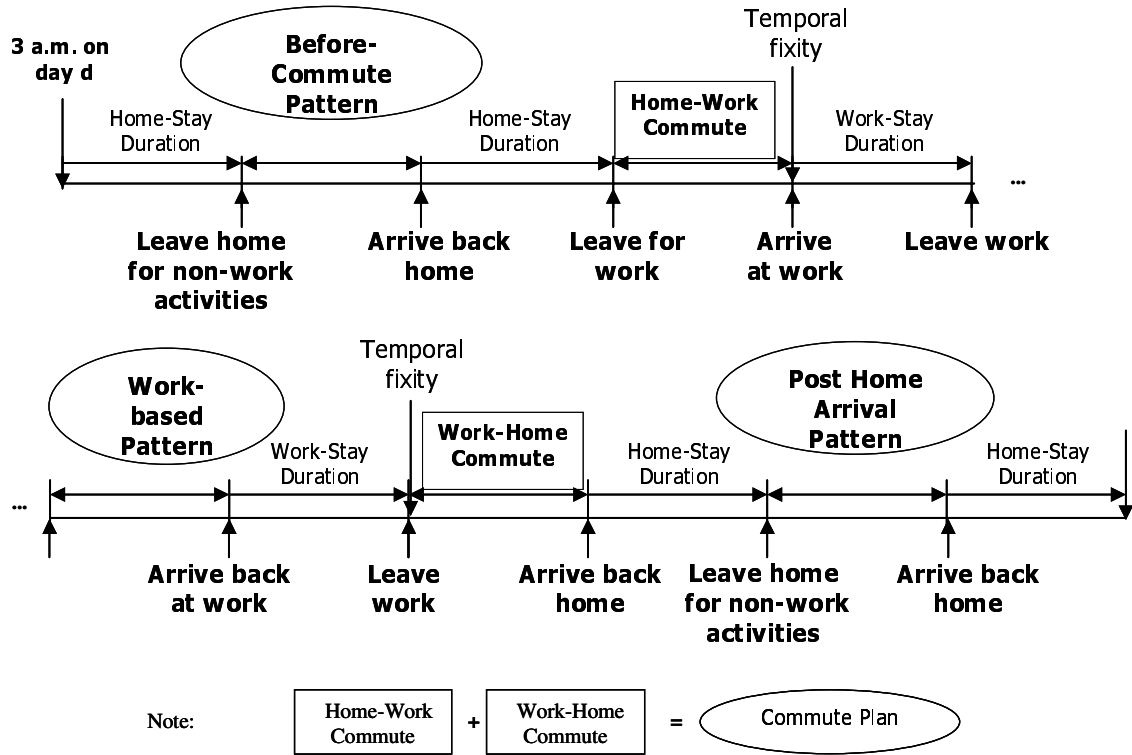 3 a.m. on
day d
Before-
Commute
Pattern
Temporal
fixity
Home-Stay
Duration
Home-Stay
Duration
Home-Work
Commute
Work-Stay
Duration
...
Leave home
for non-work
activities
Arrive back
home
Leave for
work
Arrive
at work
Leave work
Work-
based
Pattern
Temporal
fixity
Post Home
Arrival
Pattern
Work-Stay
Duration
Work-Home
Commute
Home-Stay
Duration
Home-Stay
Duration
...
Arrive back
at work
Leave
work
Arrive back
home
Leave home
for non-work
activities
Arrive back
home
Note:
Home-Work
Commute
+
Work-Home
Commute
=
Commute Plan